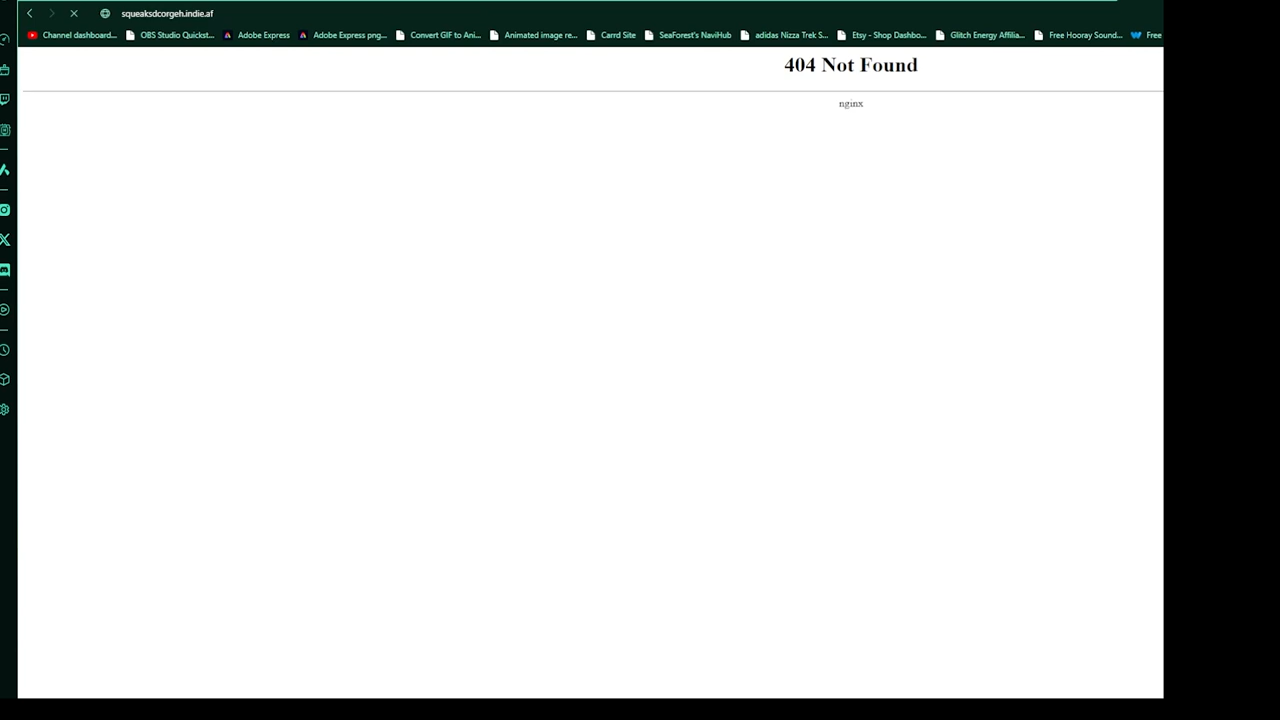 squeaksdcorgeh.indie.af
Channel dashboard... OBS Studio Quickst... Adobe Express Adobe Express png... Convert GIF to Ani... Animated image re... Carrd Site SeaForest's NaviHub adidas Nizza Trek S... Etsy - Shop Dashbo... Glitch Energy Affilia... Free Hooray Sound... Free
404 Not Found
nginx